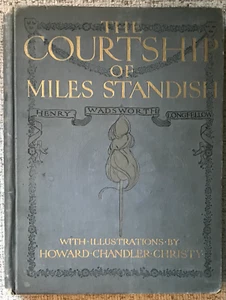 THE
COURTSHIP
OF
MILES STANDISH
HENRY WADSWORTH LONGFELLOW
WITH·ILLUSTRATIONS·BY
HOWARD·CHANDLER·CHRISTY